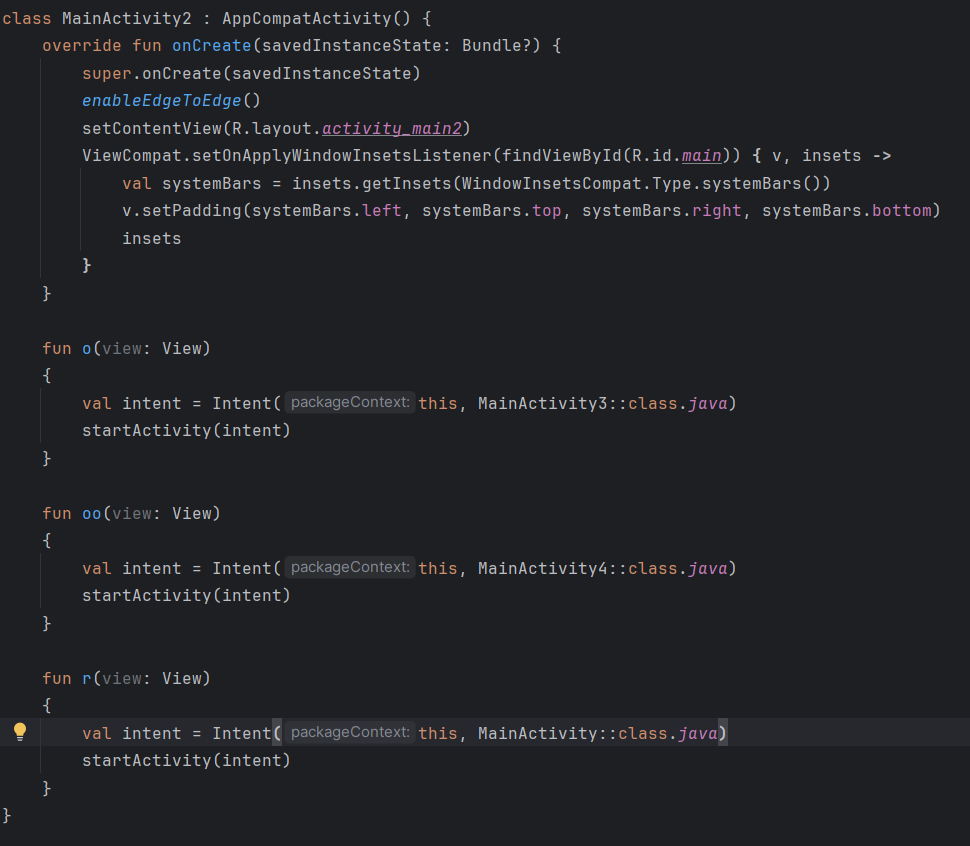 class MainActivity2 : AppCompatActivity() {
    override fun onCreate(savedInstanceState: Bundle?) {
        super.onCreate(savedInstanceState)
        enableEdgeToEdge()
        setContentView(R.layout.activity_main2)
        ViewCompat.setOnApplyWindowInsetsListener(findViewById(R.id.main)) { v, insets ->
            val systemBars = insets.getInsets(WindowInsetsCompat.Type.systemBars())
            v.setPadding(systemBars.left, systemBars.top, systemBars.right, systemBars.bottom)
            insets
        }
    }

    fun o(view: View)
    {
        val intent = Intent( packageContext: this, MainActivity3::class.java)
        startActivity(intent)
    }

    fun oo(view: View)
    {
        val intent = Intent( packageContext: this, MainActivity4::class.java)
        startActivity(intent)
    }

    fun r(view: View)
    {
        val intent = Intent( packageContext: this, MainActivity::class.java)
        startActivity(intent)
    }
}